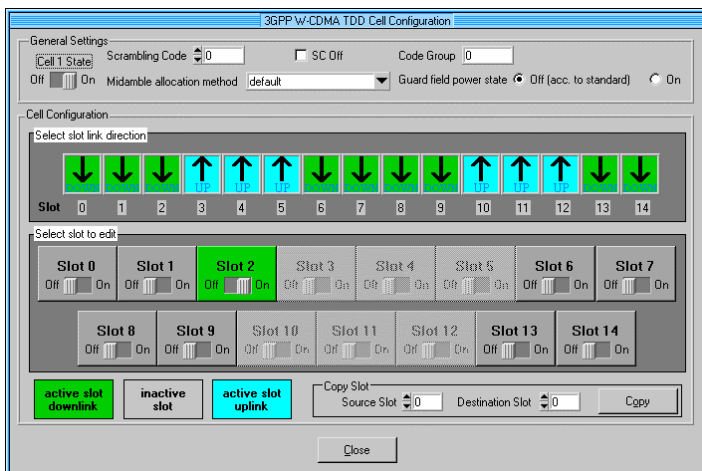 3GPP W-CDMA TDD Cell Configuration
General Settings
Cell 1 State
Scrambling Code 0 SC Off Code Group 0
Off On Midamble allocation method default Guard field power state Off (acc. to standard) On
Cell Configuration
Select slot link direction
DOWN DOWN DOWN UP UP UP DOWN DOWN DOWN DOWN UP UP UP DOWN DOWN
Slot 0 1 2 3 4 5 6 7 8 9 10 11 12 13 14
Select slot to edit
Slot 0 Slot 1 Slot 2 Slot 3 Slot 4 Slot 5 Slot 6 Slot 7
Off On Off On Off On Off On Off On Off On Off On Off On
Slot 8 Slot 9 Slot 10 Slot 11 Slot 12 Slot 13 Slot 14
Off On Off On Off On Off On Off On Off On Off On
active slot downlink
inactive slot
active slot uplink
Copy Slot
Source Slot 0 Destination Slot 0 Copy
Close